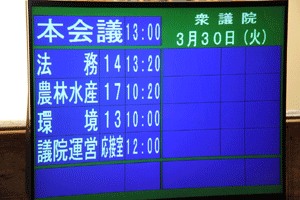 本会議 13:00
衆議院
3月30日(火)
法務 14 13:20
農林水産 17 10:20
環境 13 10:00
議院運営 応接室 12:00